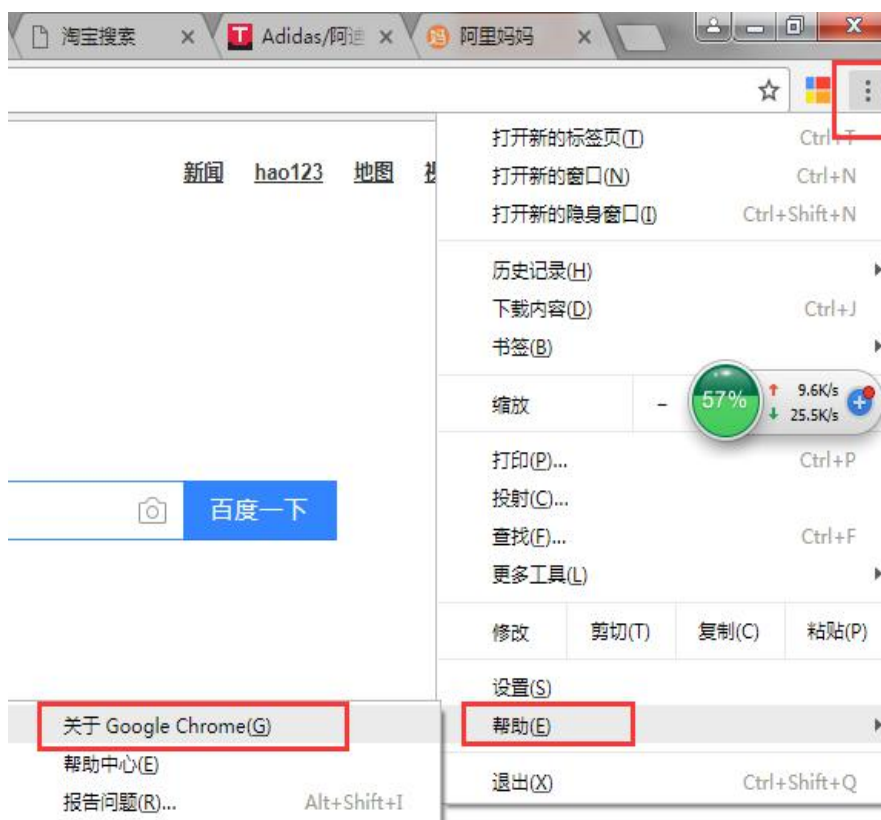 淘宝搜索
Adidas/阿迪
阿里妈妈
新闻 hao123 地图
打开新的标签页(T) Ctrl+T
打开新的窗口(N) Ctrl+N
打开新的隐身窗口(I) Ctrl+Shift+N
历史记录(H)
下载内容(D) Ctrl+J
书签(B)
缩放 -
57% 9.6K/s
25.5K/s
打印(P)... Ctrl+P
投射(C)...
百度一下
查找(F)... Ctrl+F
更多工具(L)
修改 剪切(T) 复制(C) 粘贴(P)
设置(S)
帮助(E)
关于 Google Chrome(G)
帮助中心(E)
报告问题(R)... Alt+Shift+I
退出(X) Ctrl+Shift+Q